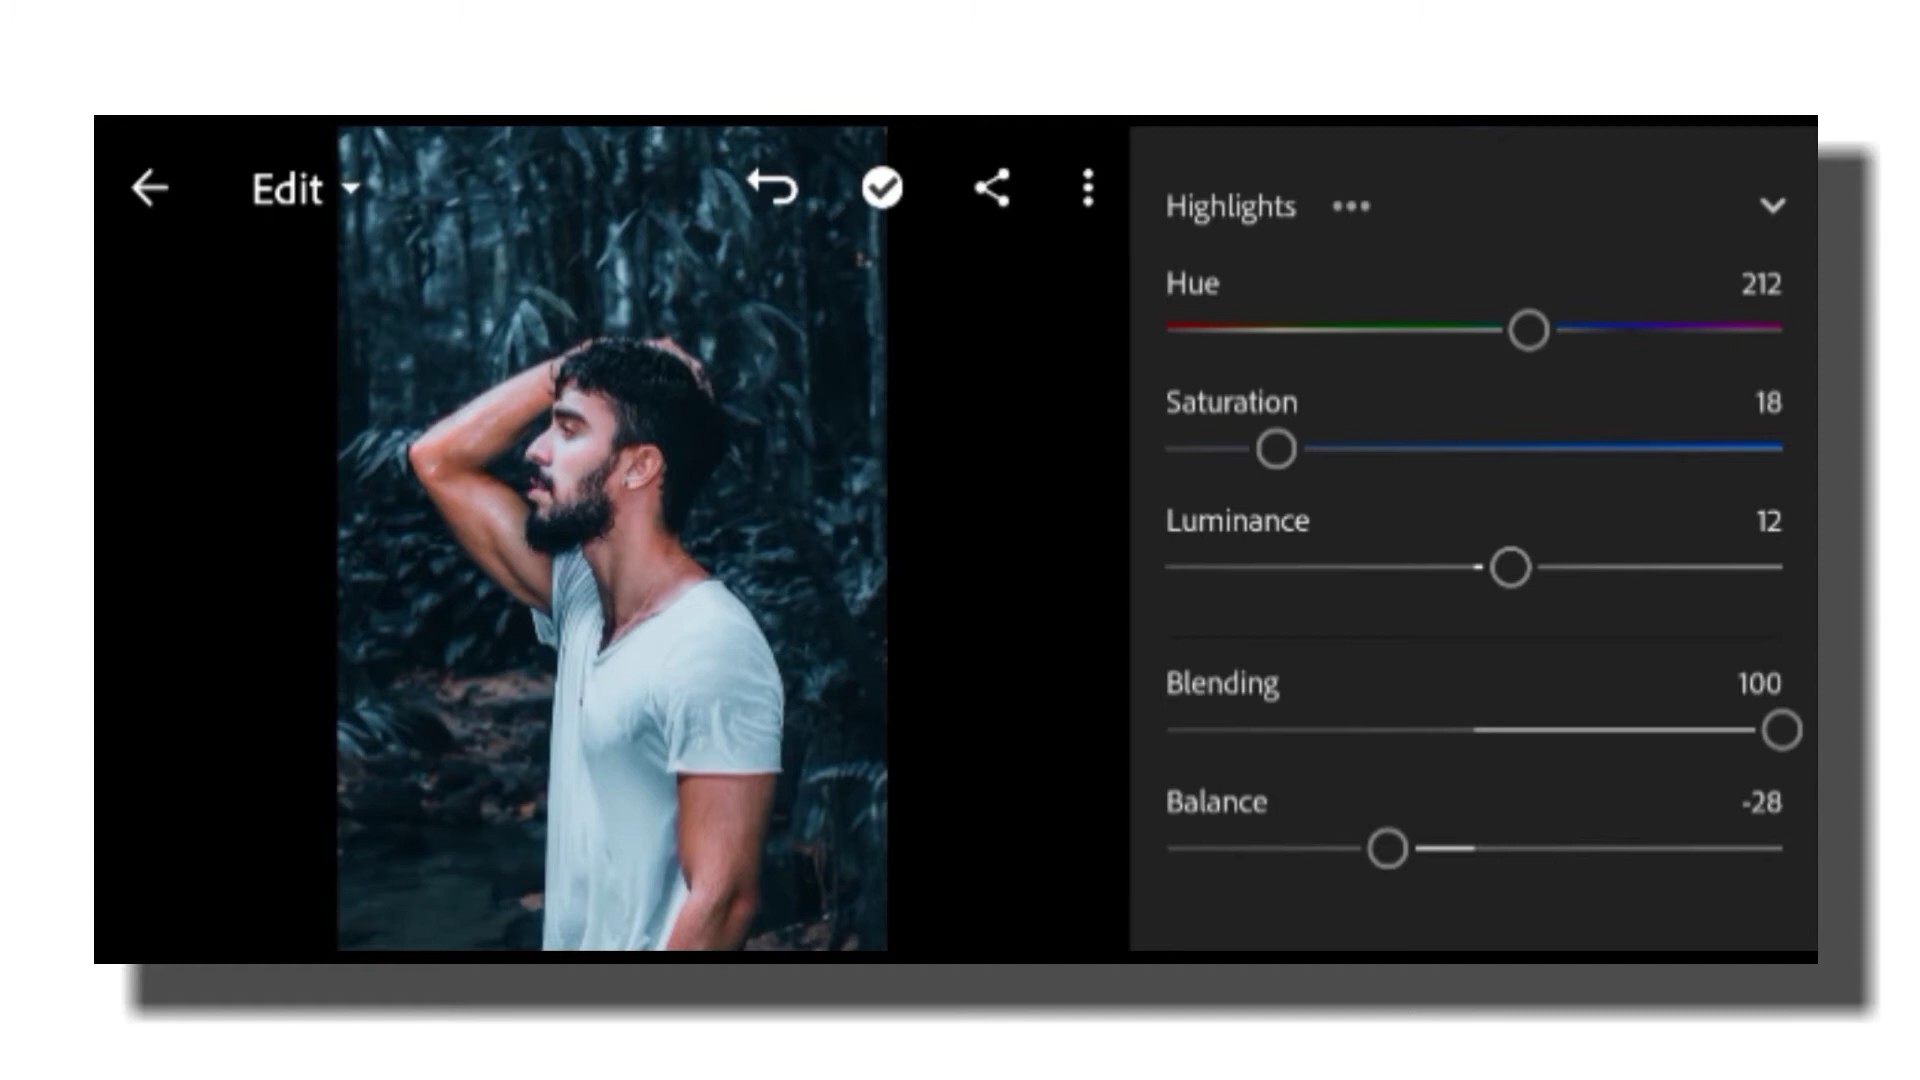 Edit
Highlights
Hue 212
Saturation 18
Luminance 12
Blending 100
Balance -28